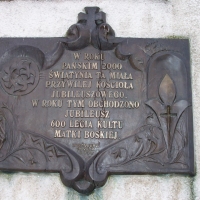 W ROKU
PAŃSKIM 2000
ŚWIĄTYNIA TA MIAŁA
PRZYWILEJ KOŚCIOŁA
JUBILEUSZOWEGO.
W ROKU TYM OBCHODZONO
JUBILEUSZ
600 LECIA KULTU
MATKI BOSKIEJ